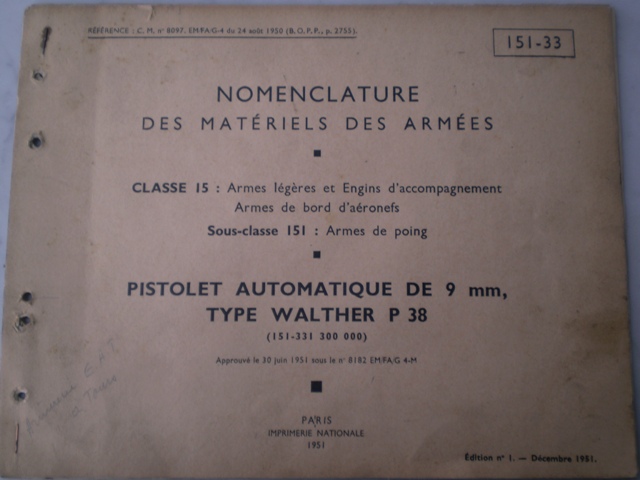 RÉFÉRENCE : C. M. n° 8097. EM/FA/G-4 du 24 août 1950 (B. O. P. P., p. 2755).
151-33
NOMENCLATURE
DES MATÉRIELS DES ARMÉES
CLASSE 15 : Armes légères et Engins d'accompagnement
Armes de bord d'aéronefs
Sous-classe 151 : Armes de poing
PISTOLET AUTOMATIQUE DE 9 mm,
TYPE WALTHER P 38
(151-331 300 000)
Approuvé le 30 juin 1951 sous le n° 8182 EM/FA/G 4-M
PARIS
IMPRIMERIE NATIONALE
1951
Édition n° 1. — Décembre 1951.